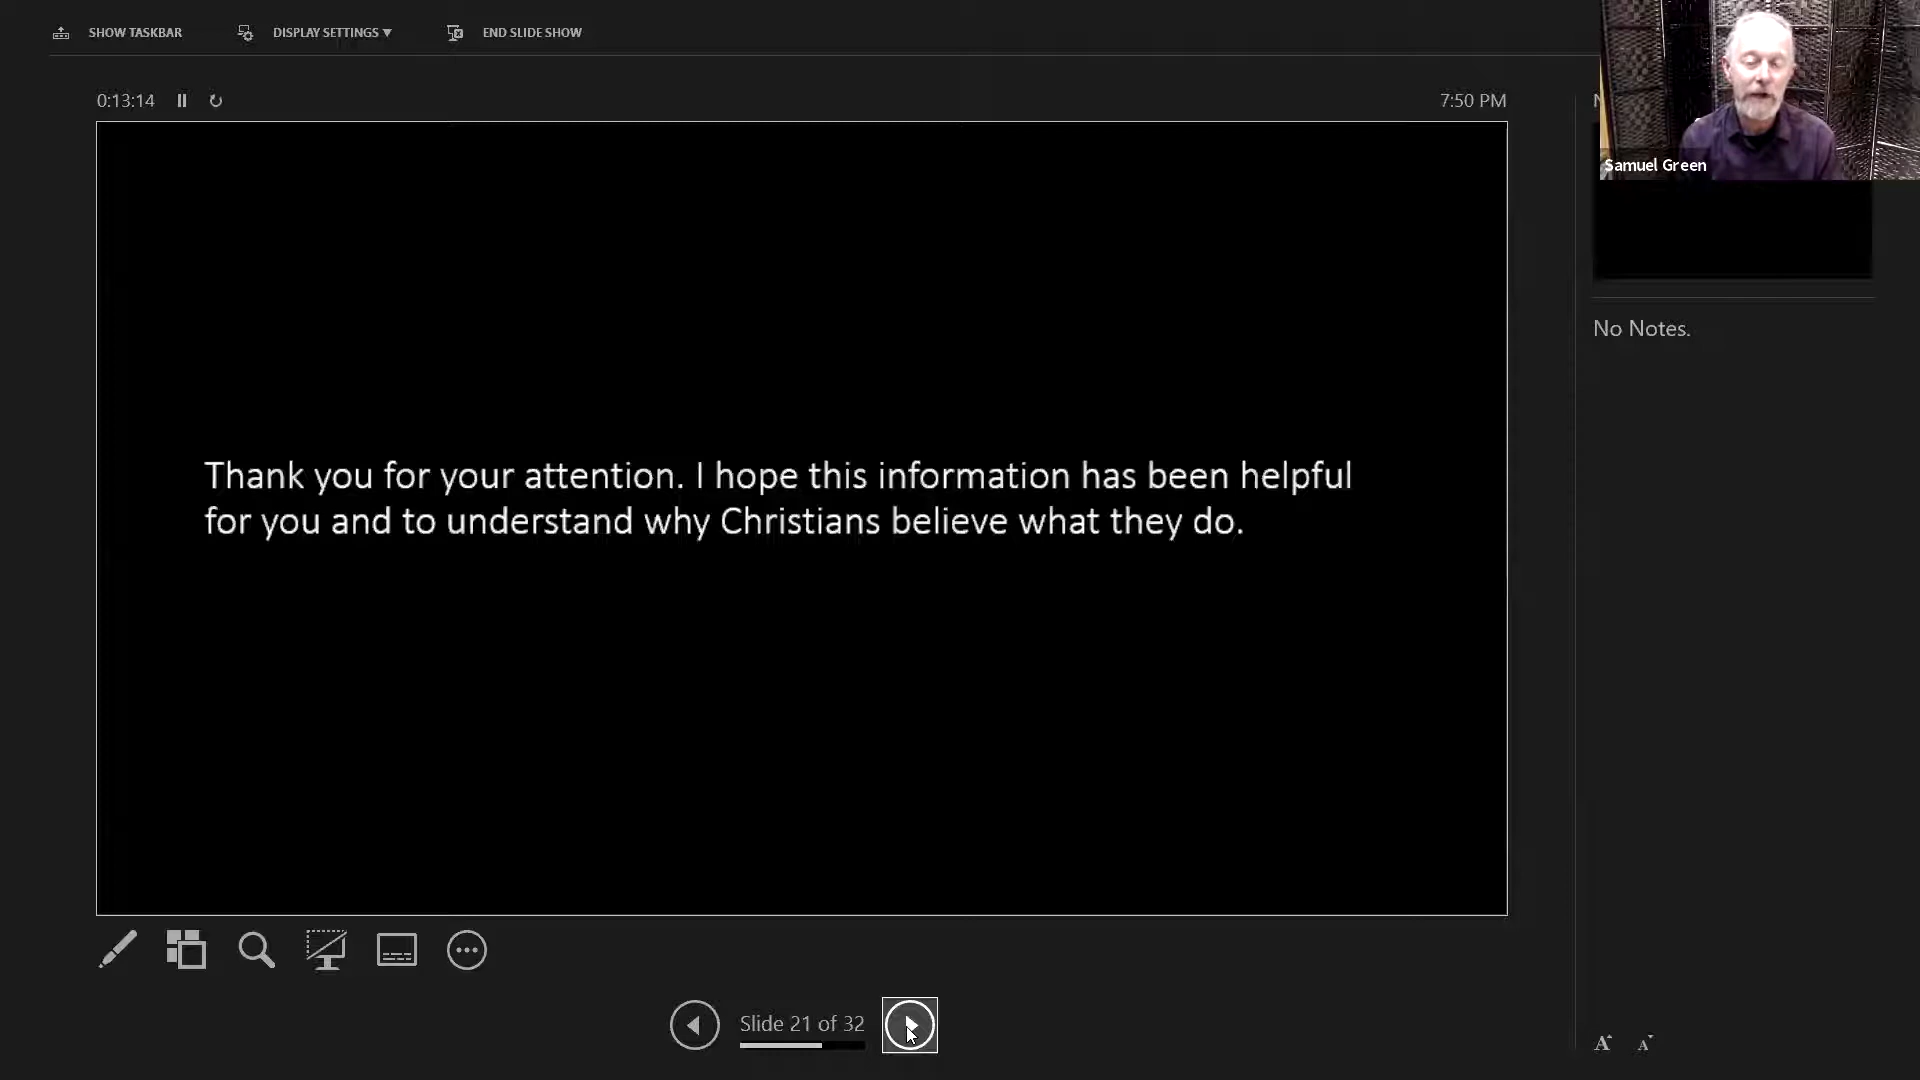 SHOW TASKBAR
DISPLAY SETTINGS ▼
END SLIDE SHOW
0:13:14
7:50 PM
Samuel Green
Thank you for your attention. I hope this information has been helpful
for you and to understand why Christians believe what they do.
No Notes.
Slide 21 of 32
A A